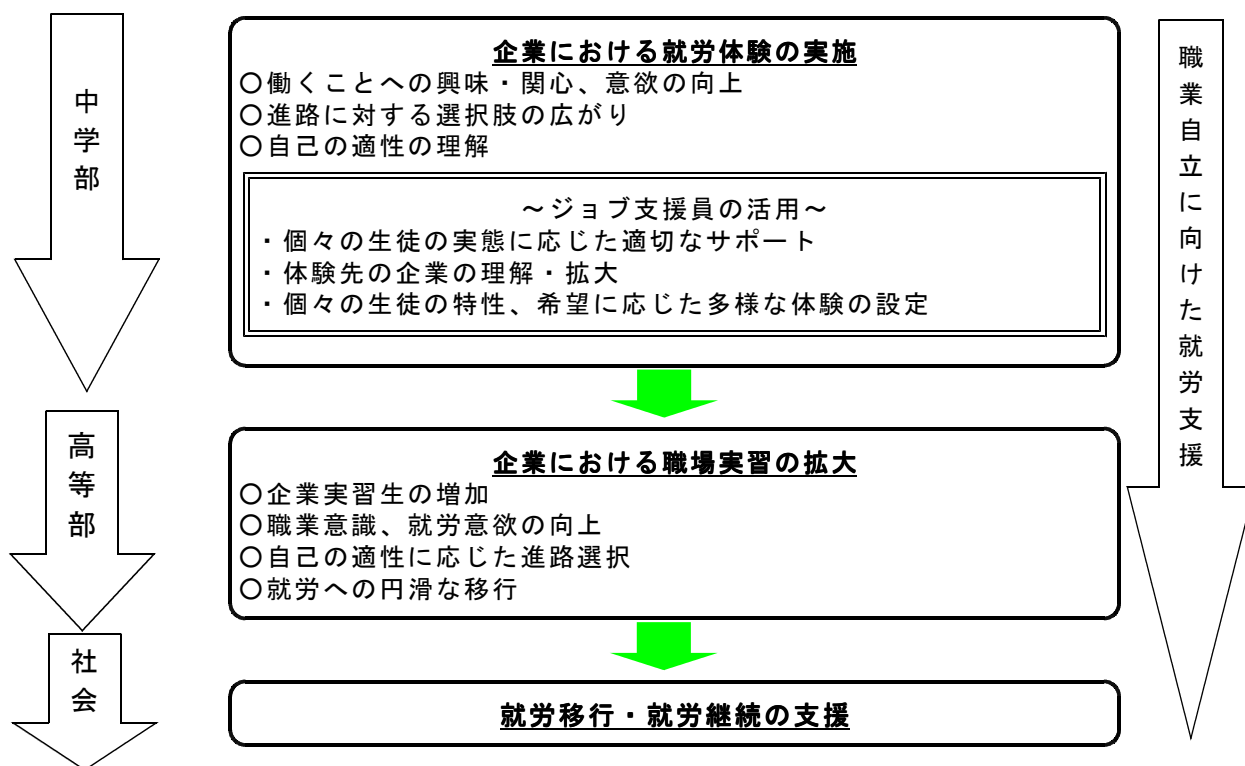 中学部
企業における就労体験の実施
〇働くことへの興味・関心、意欲の向上
〇進路に対する選択肢の広がり
〇自己の適性の理解
～ジョブ支援員の活用～
・個々の生徒の実態に応じた適切なサポート
・体験先の企業の理解・拡大
・個々の生徒の特性、希望に応じた多様な体験の設定
高等部
企業における職場実習の拡大
〇企業実習生の増加
〇職業意識、就労意欲の向上
〇自己の適性に応じた進路選択
〇就労への円滑な移行
社会
就労移行・就労継続の支援
職業自立に向けた就労支援